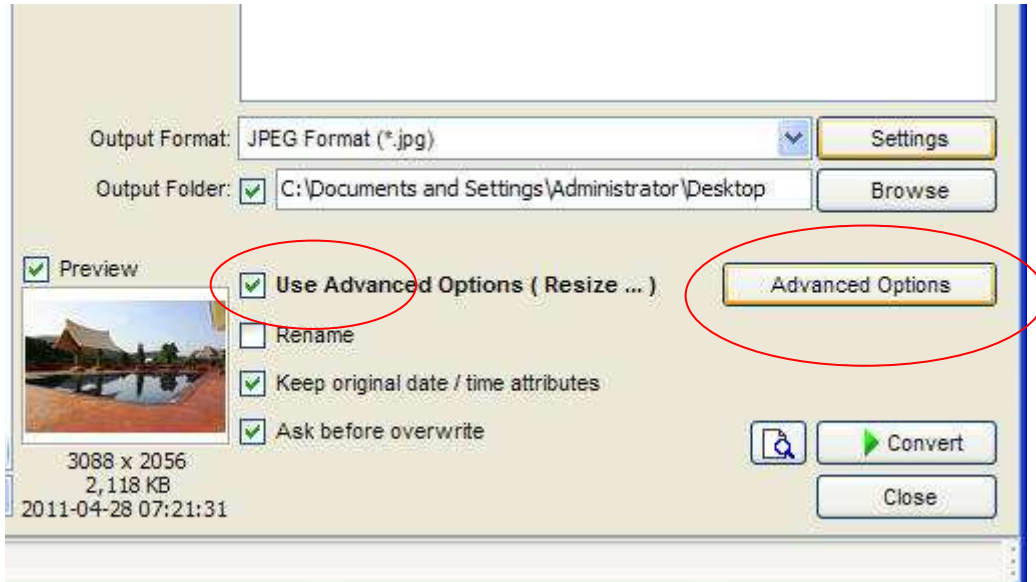 Output Format: JPEG Format (*.jpg) Settings
Output Folder: C:\Documents and Settings\Administrator\Desktop Browse
Preview
Use Advanced Options ( Resize ... ) Advanced Options
Rename
Keep original date / time attributes
Ask before overwrite
Convert
3088 x 2056
2,118 KB
Close
2011-04-28 07:21:31